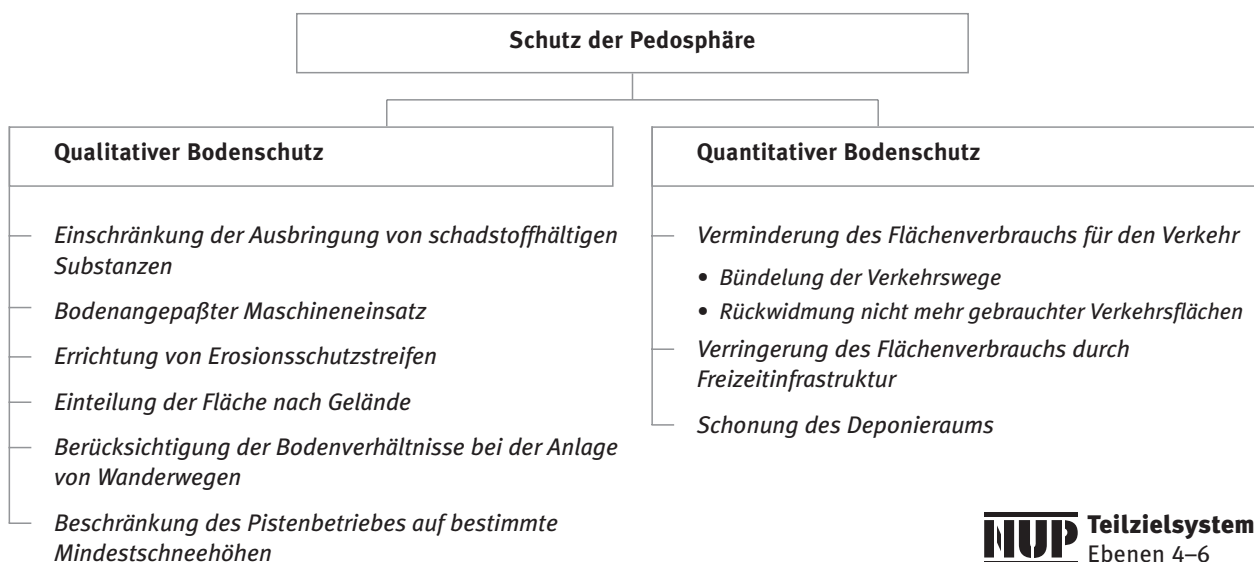 Schutz der Pedosphäre
Qualitativer Bodenschutz
Einschränkung der Ausbringung von schadstoffhältigen
Substanzen
Bodenangepaßter Maschineneinsatz
Errichtung von Erosionsschutzstreifen
Einteilung der Fläche nach Gelände
Berücksichtigung der Bodenverhältnisse bei der Anlage
von Wanderwegen
Beschränkung des Pistenbetriebes auf bestimmte
Mindestschneehöhen
Quantitativer Bodenschutz
Verminderung des Flächenverbrauchs für den Verkehr
• Bündelung der Verkehrswege
• Rückwidmung nicht mehr gebrauchter Verkehrsflächen
Verringerung des Flächenverbrauchs durch
Freizeitinfrastruktur
Schonung des Deponieraums
NUP Teilzielsystem
Ebenen 4–6